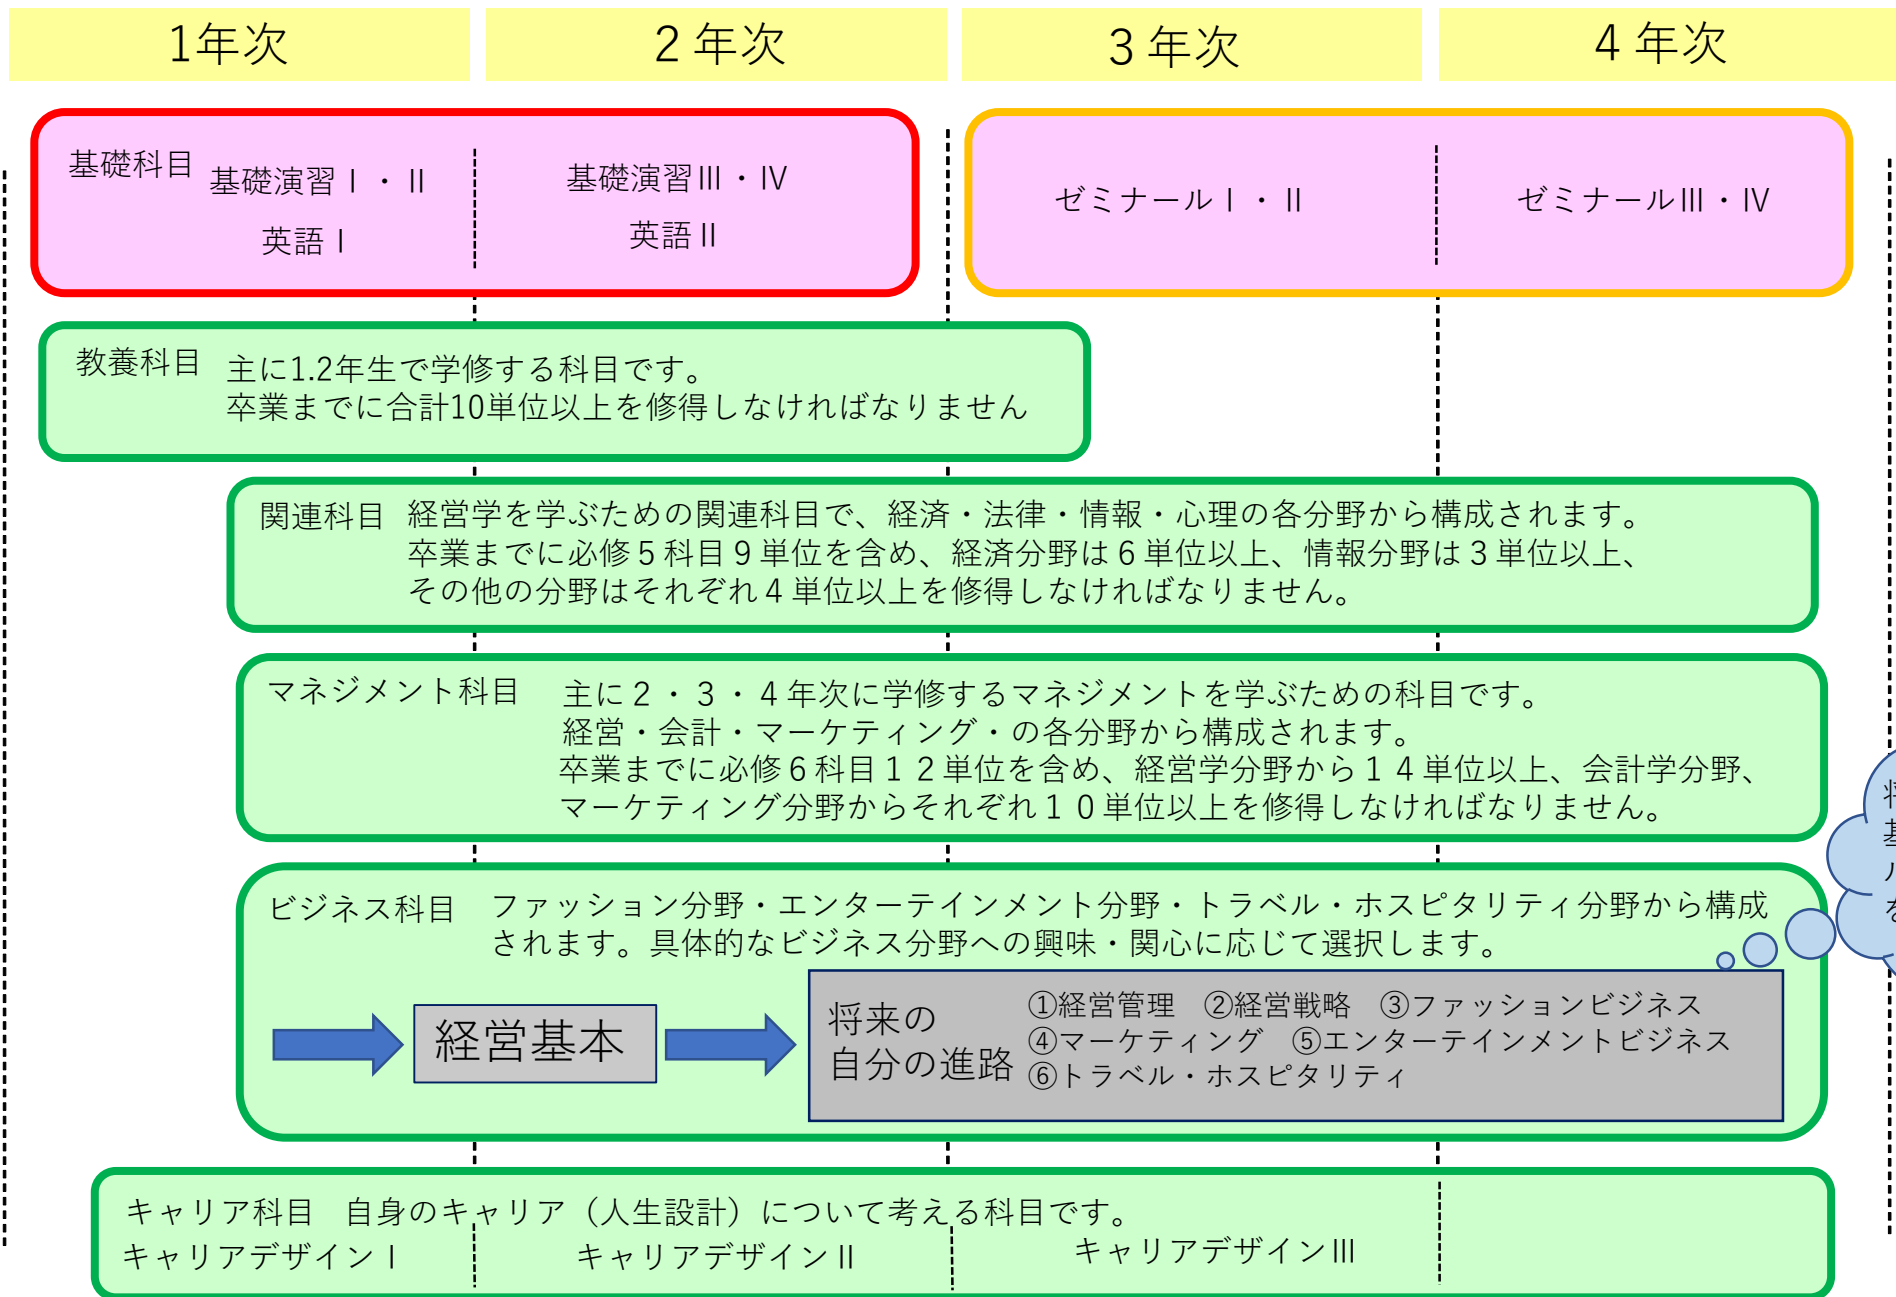 1年次
２年次
３年次
４年次
基礎科目
基礎演習Ⅰ・Ⅱ
英語Ⅰ
基礎演習Ⅲ・Ⅳ
英語Ⅱ
ゼミナールⅠ・Ⅱ
ゼミナールⅢ・Ⅳ
教養科目
主に1.2年生で学修する科目です。
卒業までに合計10単位以上を修得しなければなりません
関連科目
経営学を学ぶための関連科目で、経済・法律・情報・心理の各分野から構成されます。
卒業までに必修５科目９単位を含め、経済分野は６単位以上、情報分野は３単位以上、
その他の分野はそれぞれ４単位以上を修得しなければなりません。
マネジメント科目
主に２・３・４年次に学修するマネジメントを学ぶための科目です。
経営・会計・マーケティング・の各分野から構成されます。
卒業までに必修６科目１２単位を含め、経営学分野から１４単位以上、会計学分野、
マーケティング分野からそれぞれ１０単位以上を修得しなければなりません。
ビジネス科目
ファッション分野・エンターテインメント分野・トラベル・ホスピタリティ分野から構成
されます。具体的なビジネス分野への興味・関心に応じて選択します。
経営基本
将来の
自分の進路
①経営管理　②経営戦略　③ファッションビジネス
④マーケティング　⑤エンターテインメントビジネス
⑥トラベル・ホスピタリティ
キャリア科目　自身のキャリア（人生設計）について考える科目です。
キャリアデザインⅠ
キャリアデザインⅡ
キャリアデザインⅢ